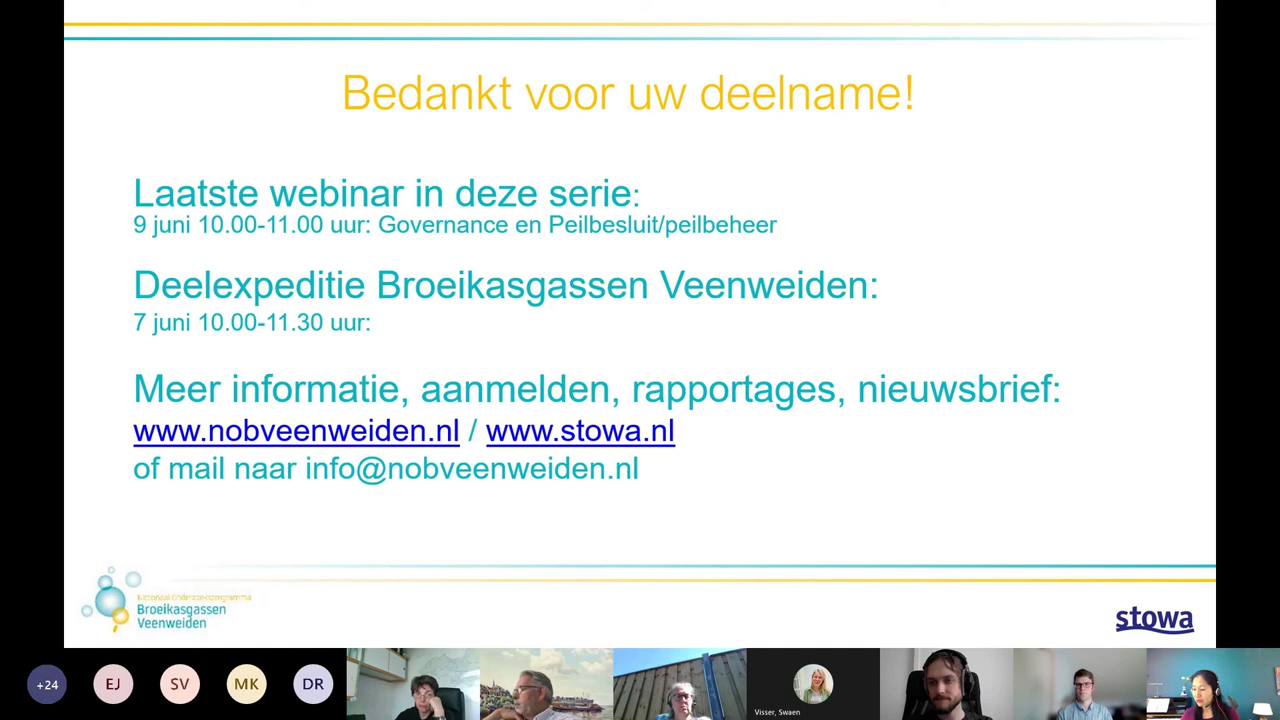 Bedankt voor uw deelname!
Laatste webinar in deze serie:
9 juni 10.00-11.00 uur: Governance en Peilbesluit/peilbeheer
Deelexpeditie Broeikasgassen Veenweiden:
7 juni 10.00-11.30 uur:
Meer informatie, aanmelden, rapportages, nieuwsbrief:
www.nobveenweiden.nl / www.stowa.nl
of mail naar info@nobveenweiden.nl
Nationaal Onderzoeksprogramma
Broeikasgassen
Veenweiden
stowa
+24 EJ SV MK DR
Visser, Swaen